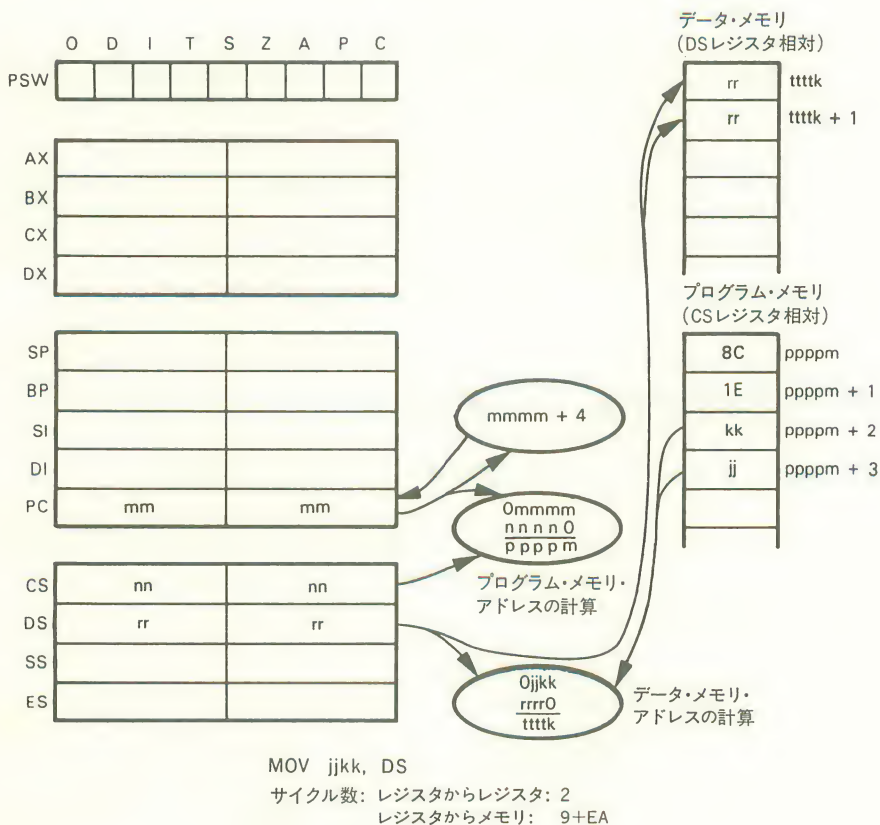 O D I T S Z A P C
PSW
AX
BX
CX
DX
SP
BP
SI
DI
PC mm mm
CS nn nn
DS rr rr
SS
ES
mmmm + 4
0mmmm
nnnn0
ppppm
プログラム・メモリ・
アドレスの計算
0jjkk
rrrr0
ttttk
データ・メモリ・
アドレスの計算
データ・メモリ
(DSレジスタ相対)
rr ttttk
rr ttttk + 1
プログラム・メモリ
(CSレジスタ相対)
8C ppppm
1E ppppm + 1
kk ppppm + 2
jj ppppm + 3
MOV jjkk, DS
サイクル数: レジスタからレジスタ: 2
レジスタからメモリ: 9+EA